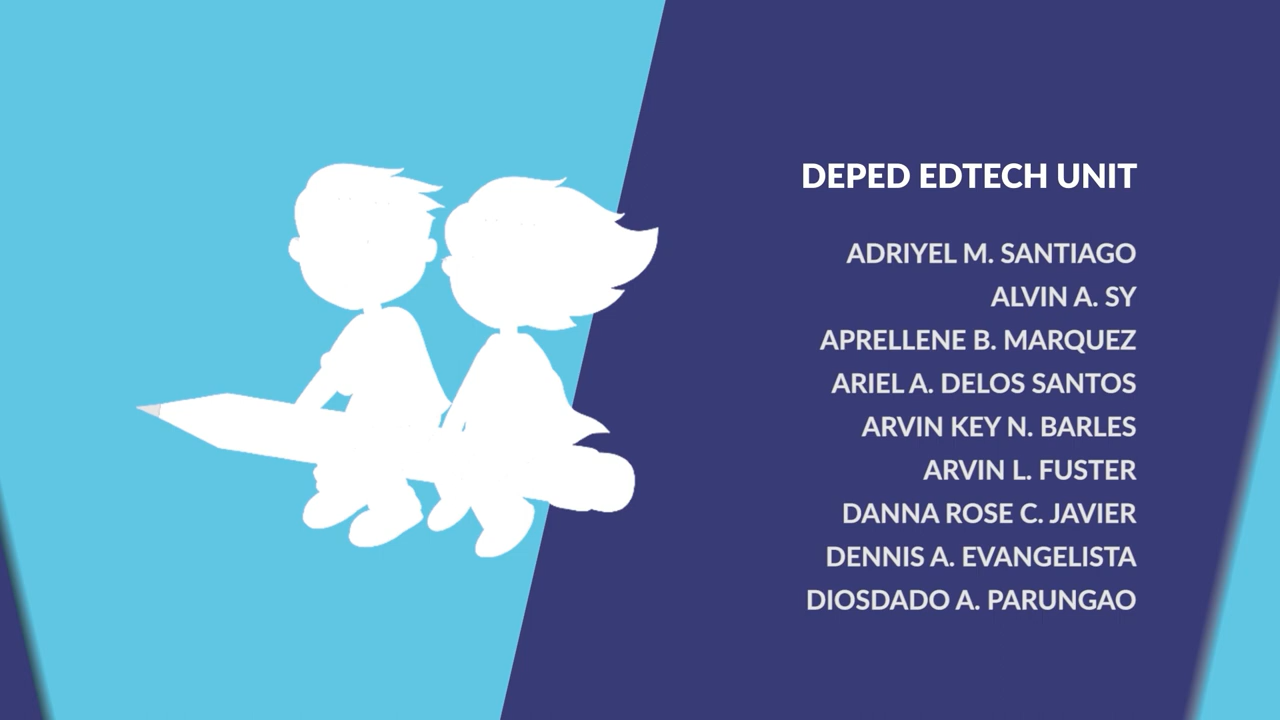 DEPED EDTECH UNIT
ADRIYEL M. SANTIAGO
ALVIN A. SY
APRELLENE B. MARQUEZ
ARIEL A. DELOS SANTOS
ARVIN KEY N. BARLES
ARVIN L. FUSTER
DANNA ROSE C. JAVIER
DENNIS A. EVANGELISTA
DIOSDADO A. PARUNGAO